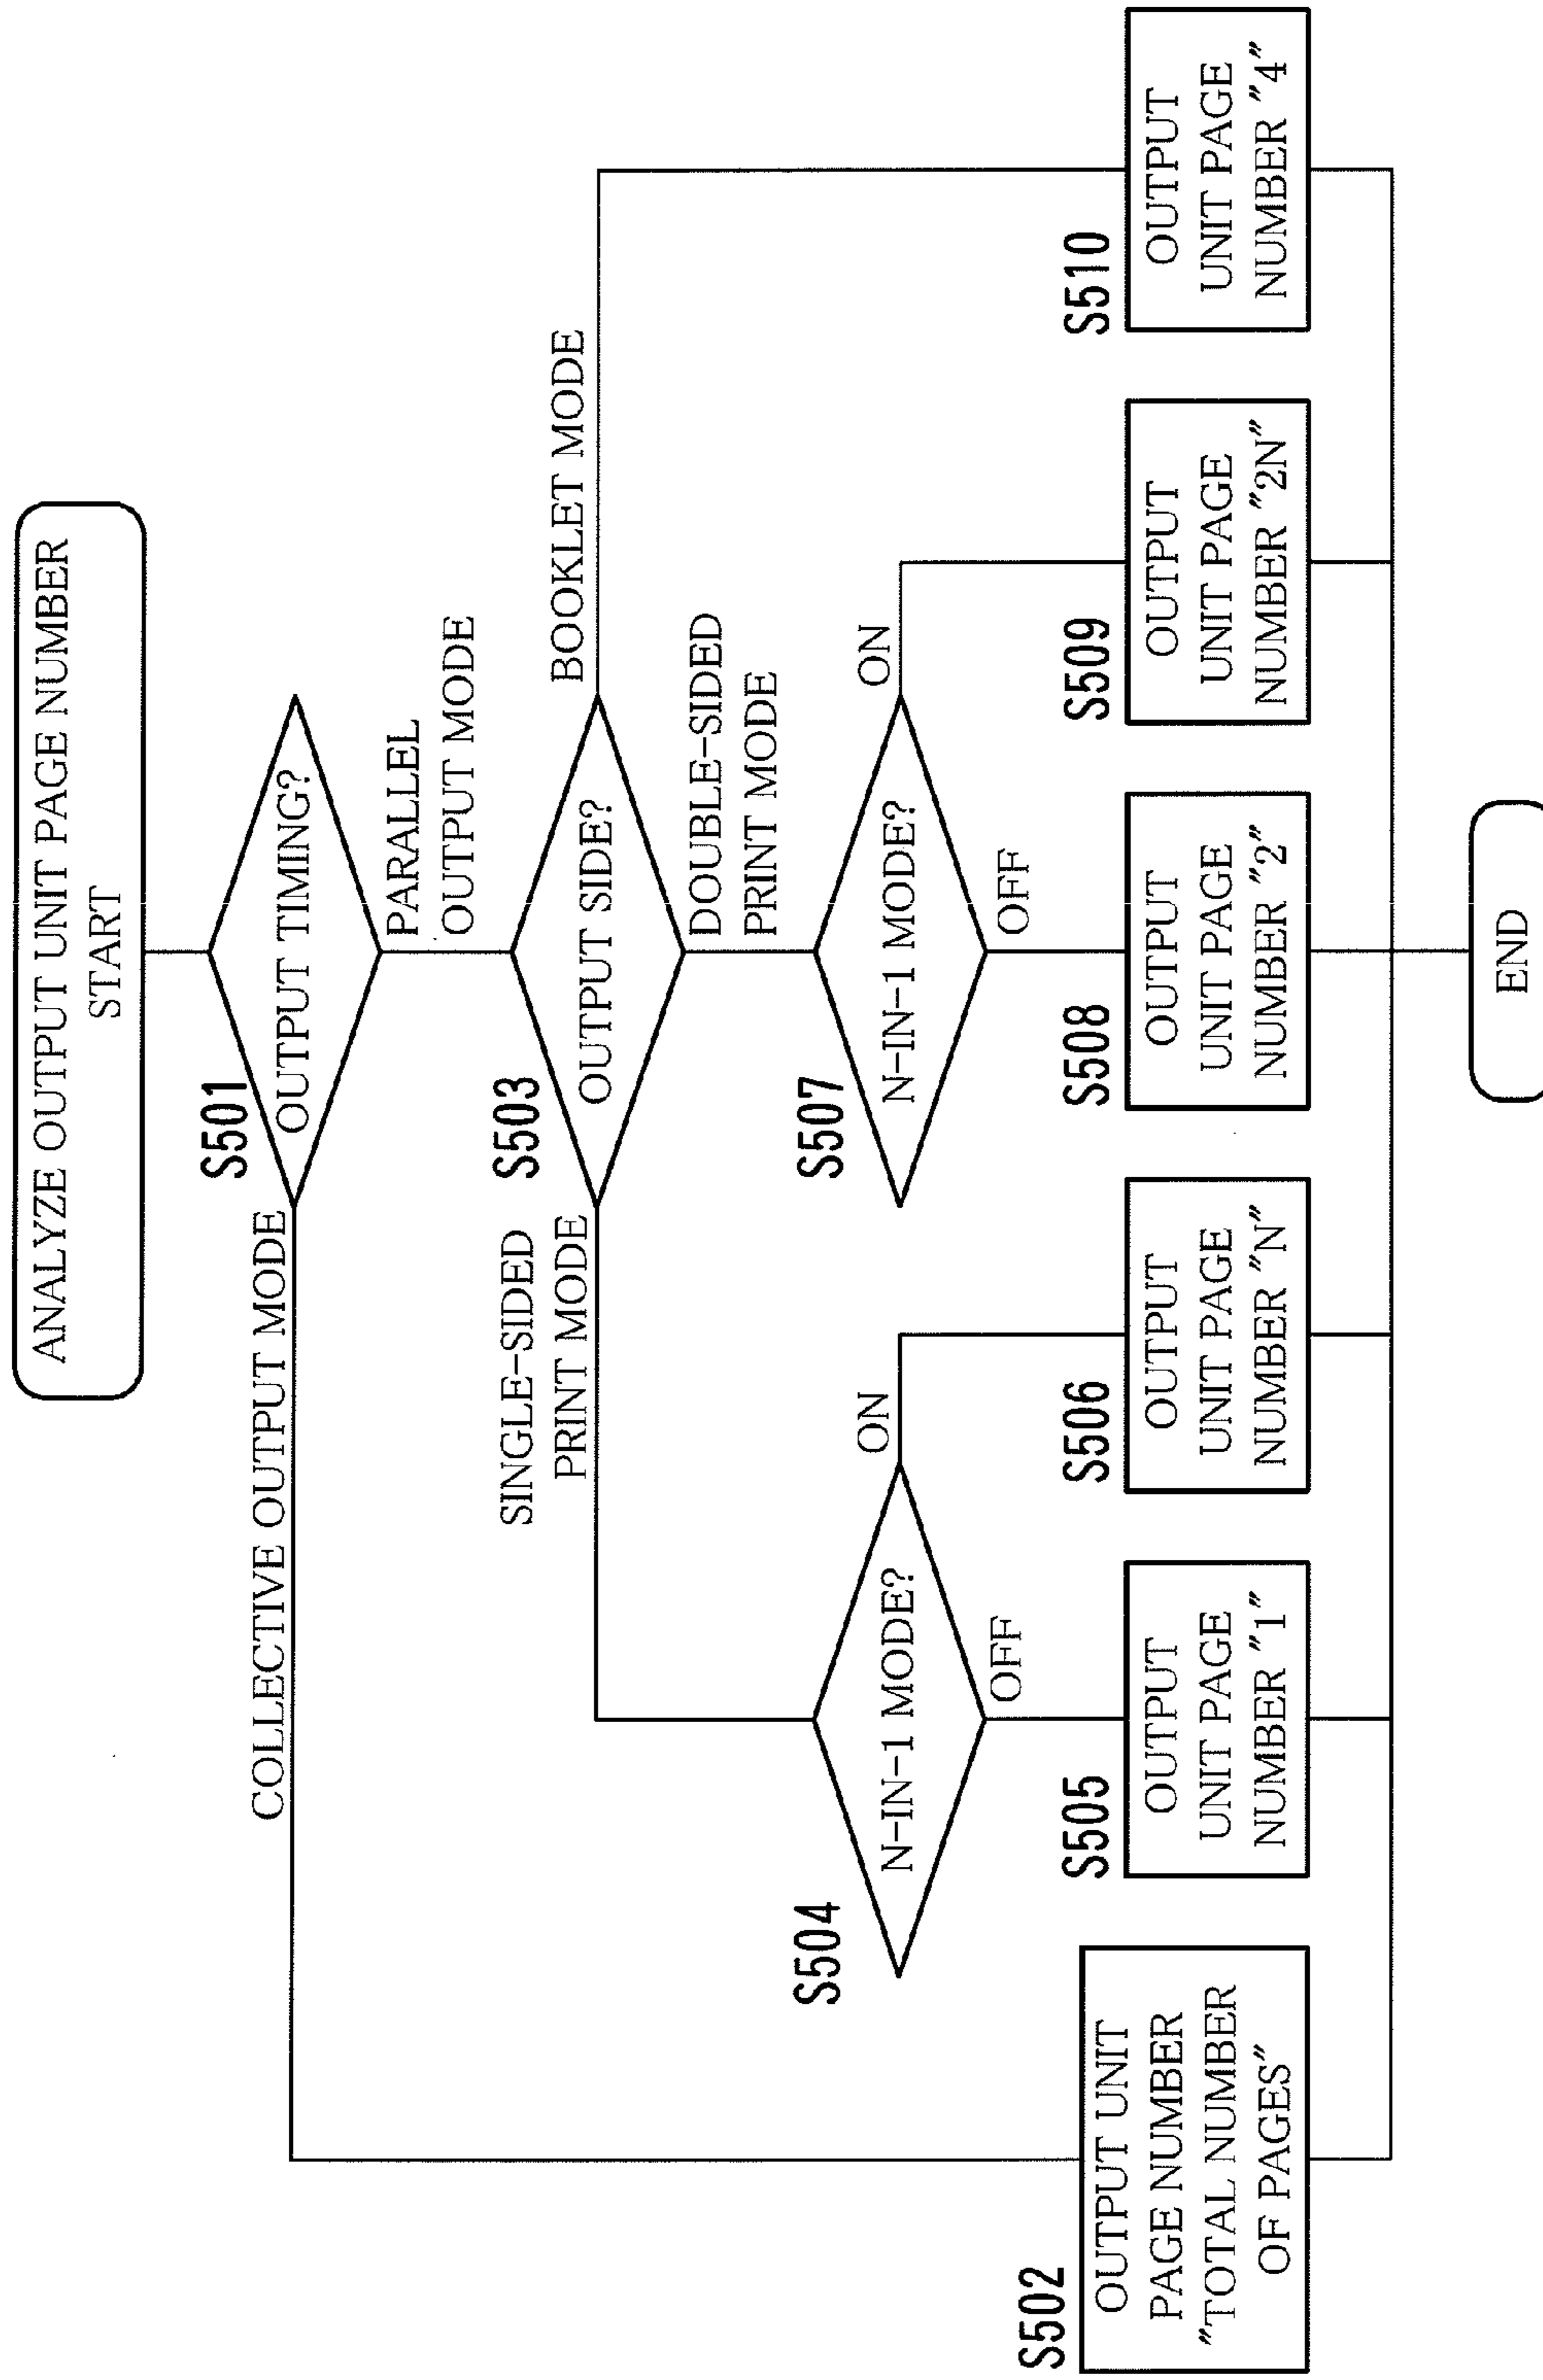 ANALYZE OUTPUT UNIT PAGE NUMBER
START
S501
OUTPUT TIMING?
COLLECTIVE OUTPUT MODE
PARALLEL
OUTPUT MODE
S503
OUTPUT SIDE?
SINGLE-SIDED
PRINT MODE
BOOKLET MODE
DOUBLE-SIDED
PRINT MODE
S504
N-IN-1 MODE?
ON
OFF
S507
N-IN-1 MODE?
ON
OFF
S502
OUTPUT UNIT
PAGE NUMBER
"TOTAL NUMBER
OF PAGES"
S505
OUTPUT
UNIT PAGE
NUMBER "1"
S506
OUTPUT
UNIT PAGE
NUMBER "N"
S508
OUTPUT
UNIT PAGE
NUMBER "2"
S509
OUTPUT
UNIT PAGE
NUMBER "2N"
S510
OUTPUT
UNIT PAGE
NUMBER "4"
END